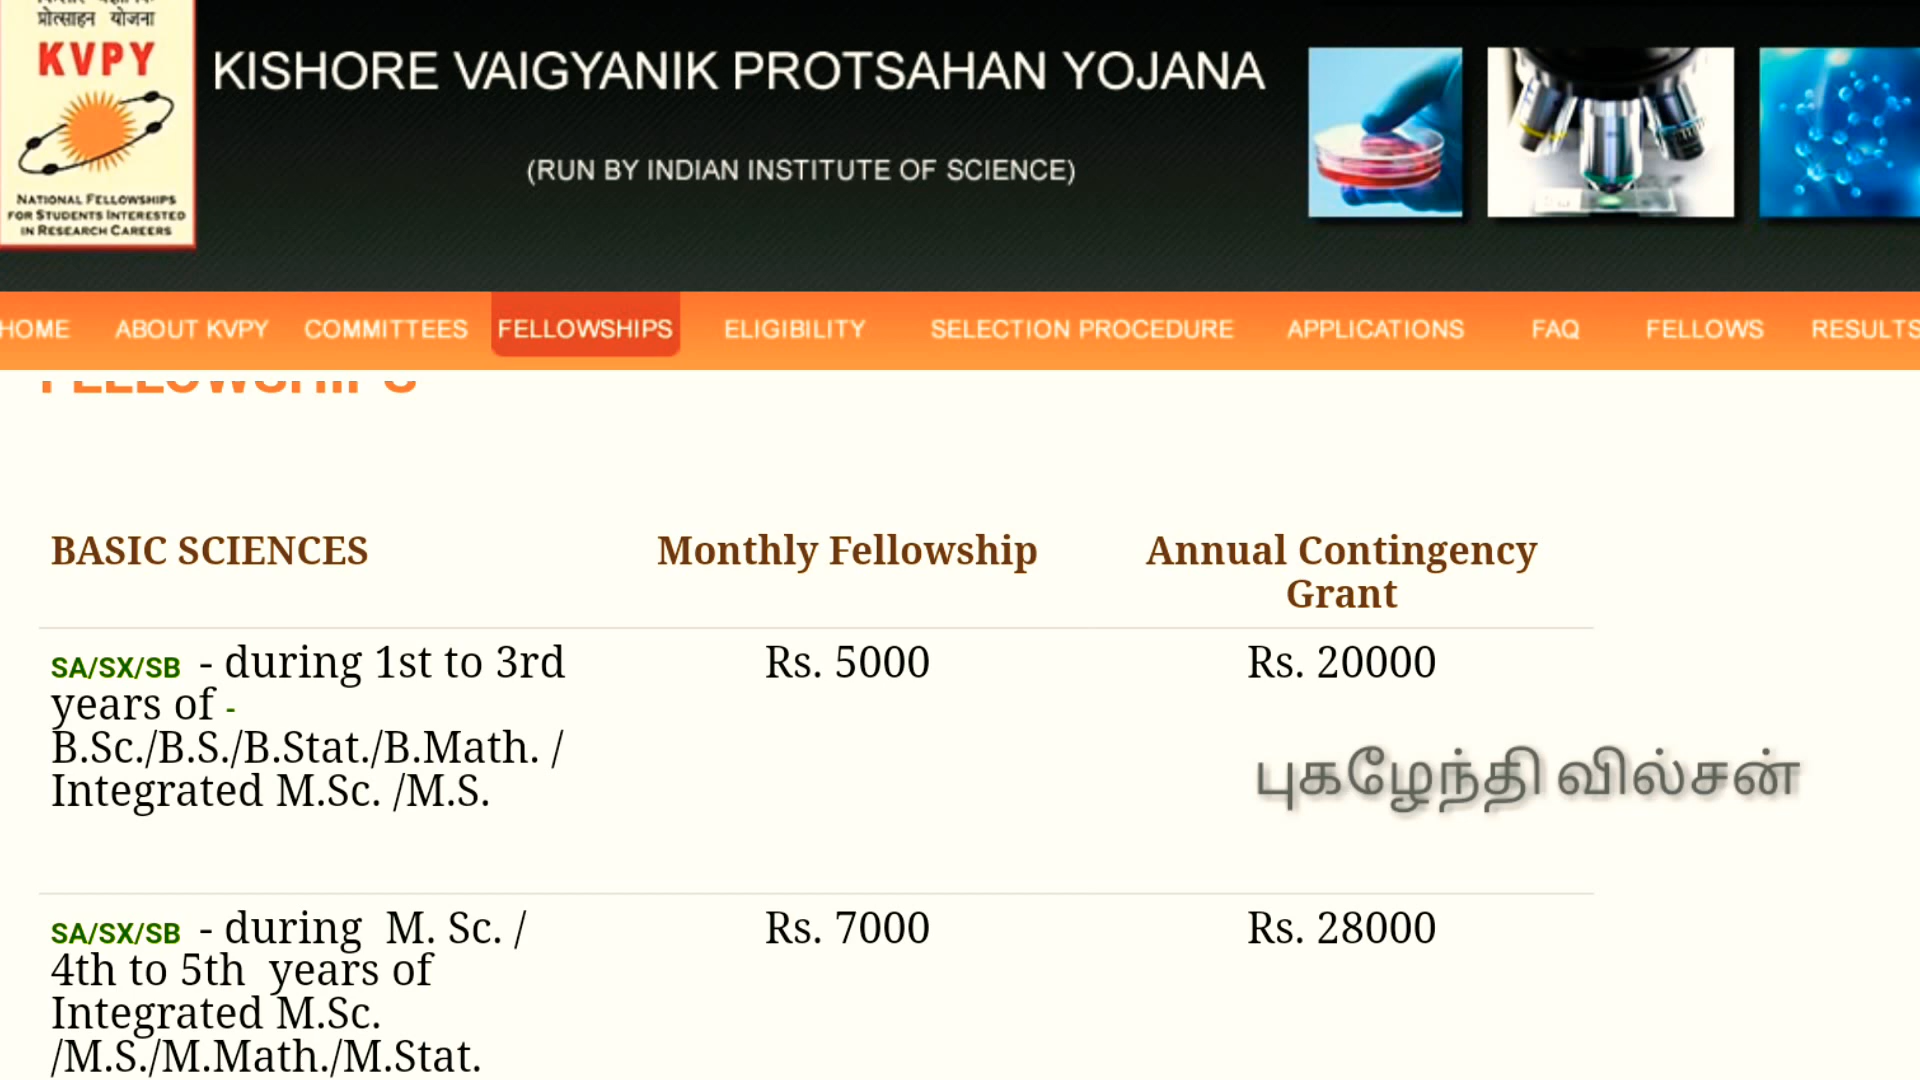 प्रोत्साहन योजना
KVPY
NATIONAL FELLOWSHIPS
FOR STUDENTS INTERESTED
IN RESEARCH CAREERS
KISHORE VAIGYANIK PROTSAHAN YOJANA
(RUN BY INDIAN INSTITUTE OF SCIENCE)
HOME ABOUT KVPY COMMITTEES FELLOWSHIPS ELIGIBILITY SELECTION PROCEDURE APPLICATIONS FAQ FELLOWS RESULTS
FELLOWSHIPS
BASIC SCIENCES Monthly Fellowship Annual Contingency
Grant
SA/SX/SB - during 1st to 3rd Rs. 5000 Rs. 20000
years of -
B.Sc./B.S./B.Stat./B.Math. /
Integrated M.Sc. /M.S.
புகழேந்தி வில்சன்
SA/SX/SB - during M. Sc. / Rs. 7000 Rs. 28000
4th to 5th years of
Integrated M.Sc.
/M.S./M.Math./M.Stat.